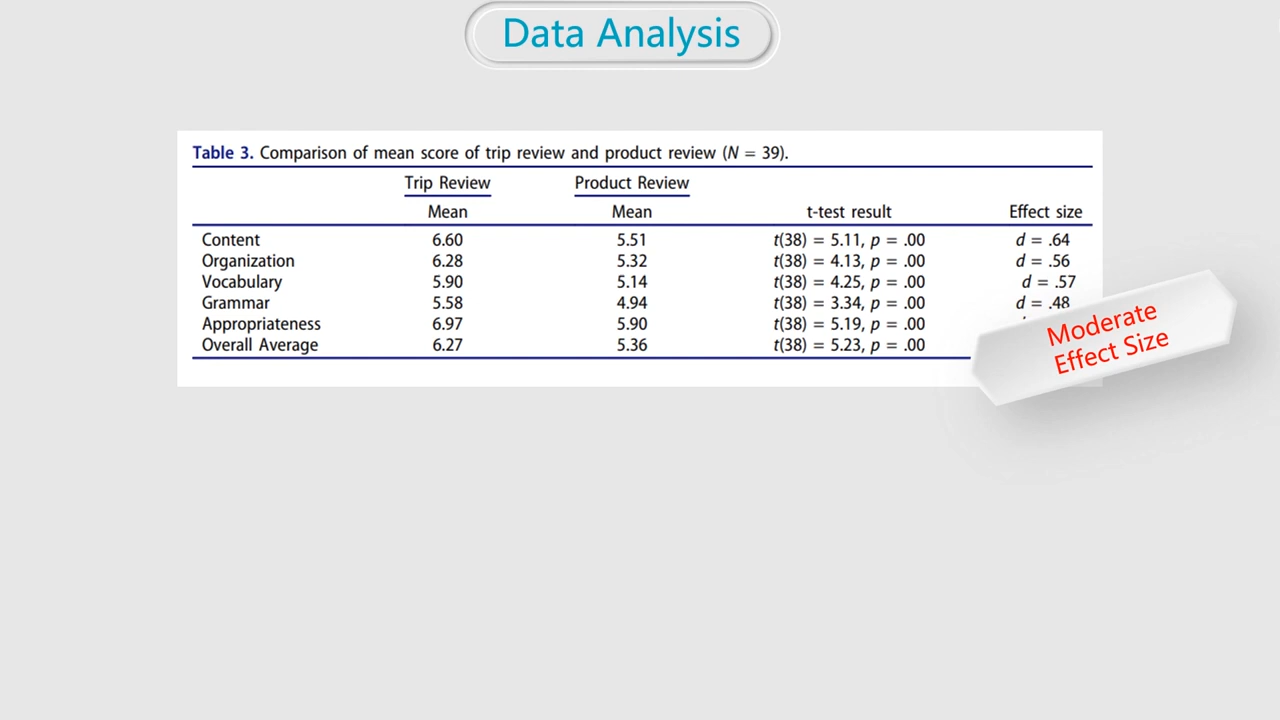 Data Analysis
Table 3. Comparison of mean score of trip review and product review (N = 39).
Trip Review Product Review
Mean Mean t-test result Effect size
Content 6.60 5.51 t(38) = 5.11, p = .00 d = .64
Organization 6.28 5.32 t(38) = 4.13, p = .00 d = .56
Vocabulary 5.90 5.14 t(38) = 4.25, p = .00 d = .57
Grammar 5.58 4.94 t(38) = 3.34, p = .00 d = .48
Appropriateness 6.97 5.90 t(38) = 5.19, p = .00
Overall Average 6.27 5.36 t(38) = 5.23, p = .00
Moderate
Effect Size